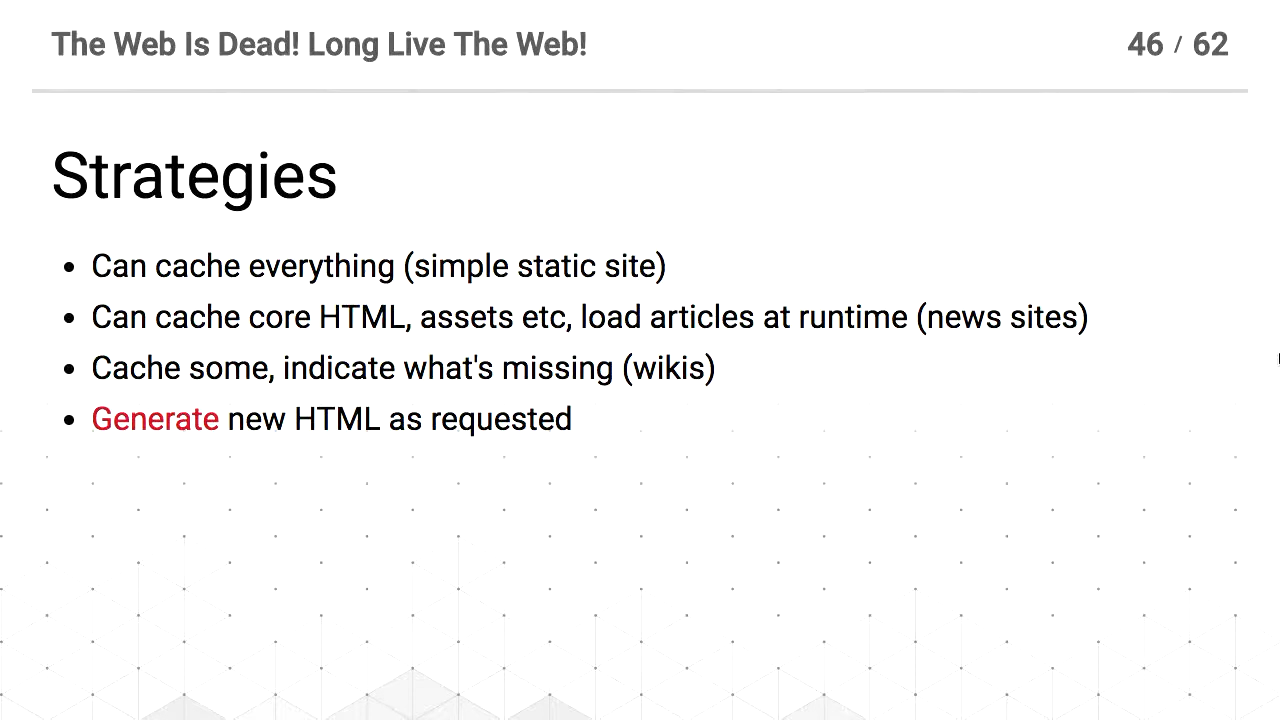 The Web Is Dead! Long Live The Web!
46 / 62
Strategies
• Can cache everything (simple static site)
• Can cache core HTML, assets etc, load articles at runtime (news sites)
• Cache some, indicate what's missing (wikis)
• Generate new HTML as requested